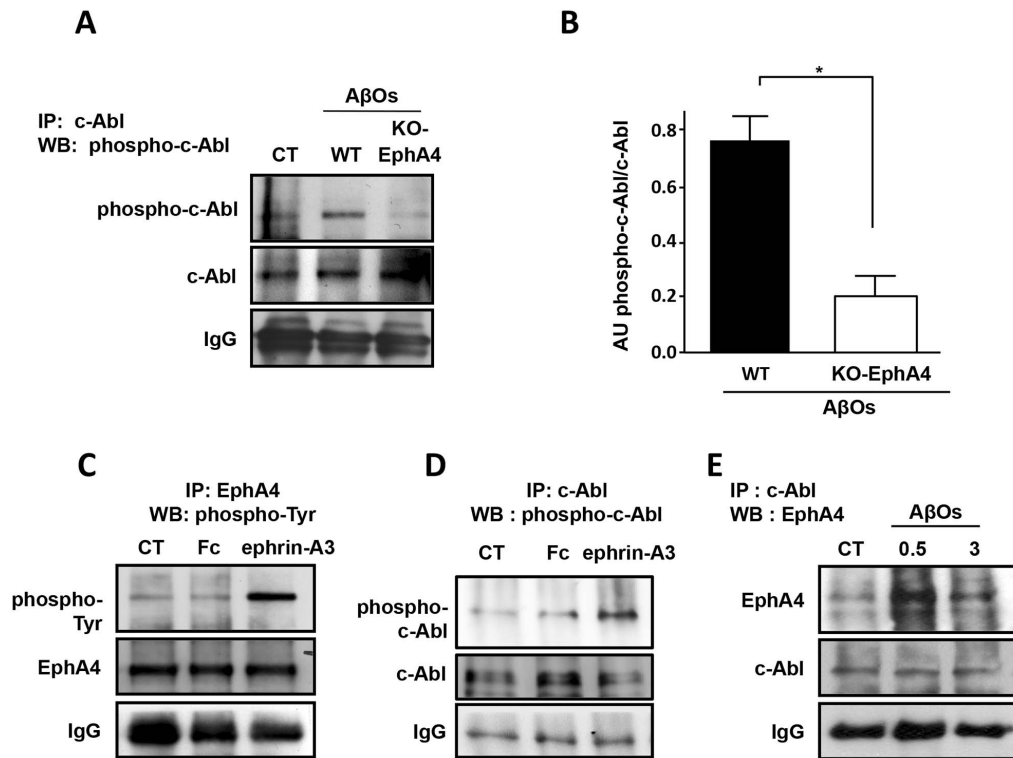 A
IP: c-Abl
WB: phospho-c-Abl
AβOs
CT WT KO-EphA4
phospho-c-Abl
c-Abl
IgG
B
*
AU phospho-c-Abl/c-Abl
0.8
0.6
0.4
0.2
0.0
WT KO-EphA4
AβOs
C
IP: EphA4
WB: phospho-Tyr
CT Fc ephrin-A3
phospho-
Tyr
EphA4
IgG
D
IP: c-Abl
WB : phospho-c-Abl
CT Fc ephrin-A3
phospho-
c-Abl
c-Abl
IgG
E
IP : c-Abl
WB : EphA4
AβOs
CT 0.5 3
EphA4
c-Abl
IgG